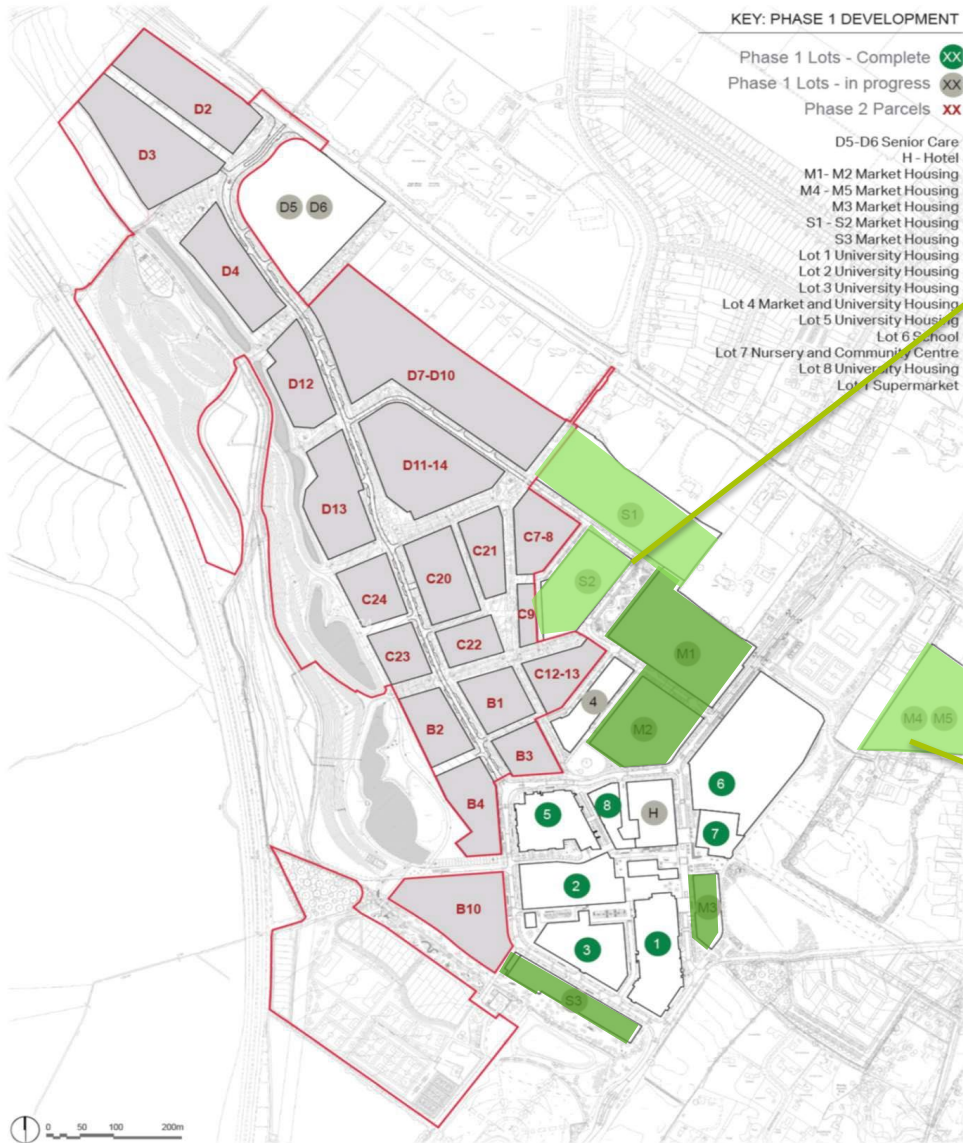 KEY: PHASE 1 DEVELOPMENT
Phase 1 Lots - Complete XX
Phase 1 Lots - in progress XX
Phase 2 Parcels XX
D5-D6 Senior Care
H - Hotel
M1- M2 Market Housing
M4 - M5 Market Housing
M3 Market Housing
S1 - S2 Market Housing
S3 Market Housing
Lot 1 University Housing
Lot 2 University Housing
Lot 3 University Housing
Lot 4 Market and University Housing
Lot 5 University Housing
Lot 6 School
Lot 7 Nursery and Community Centre
Lot 8 University Housing
Supermarket
D2
D3
D5 D6
D4
D12
D7-D10
D11-14
D13
S1
C7-8
C21
C20
S2
C24
C9
C22
C23
C12-13
M1
B1
4
M2
M4 M5
B2
B3
6
B4
5
8
H
7
2
B10
M3
3
1
S3
0 50 100 200m